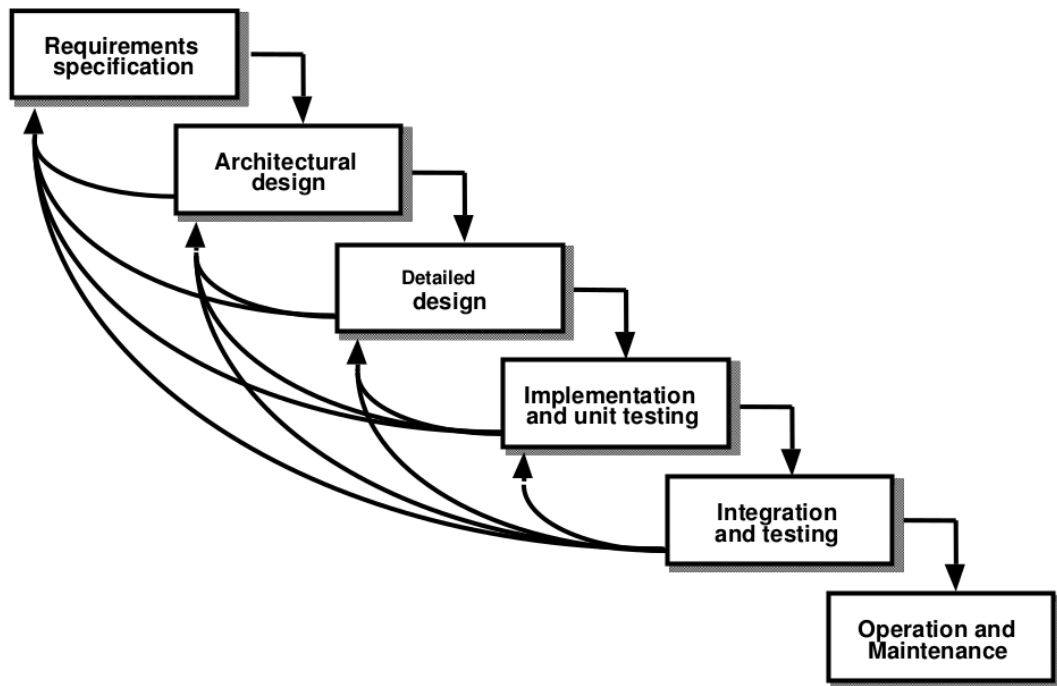 Requirements
specification
Architectural
design
Detailed
design
Implementation
and unit testing
Integration
and testing
Operation and
Maintenance